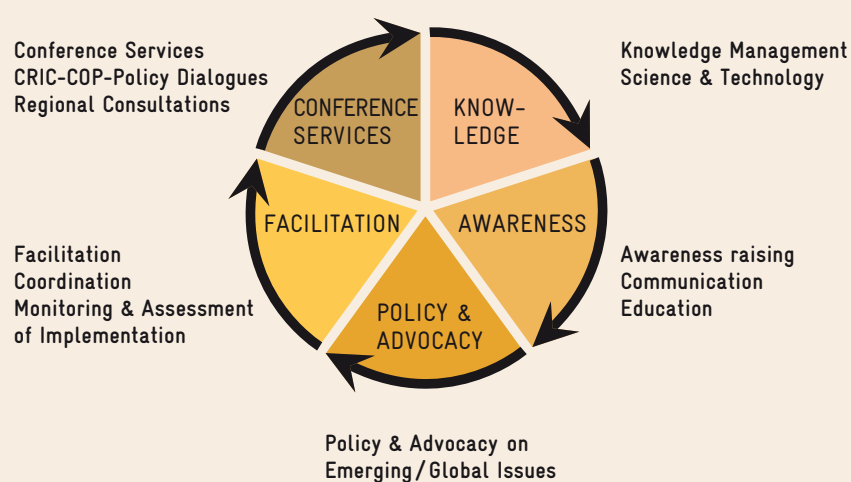 Conference Services
CRIC-COP-Policy Dialogues
Regional Consultations
Knowledge Management
Science & Technology
CONFERENCE
SERVICES
KNOW-
LEDGE
FACILITATION
AWARENESS
POLICY &
ADVOCACY
Facilitation
Coordination
Monitoring & Assessment
of Implementation
Awareness raising
Communication
Education
Policy & Advocacy on
Emerging/Global Issues